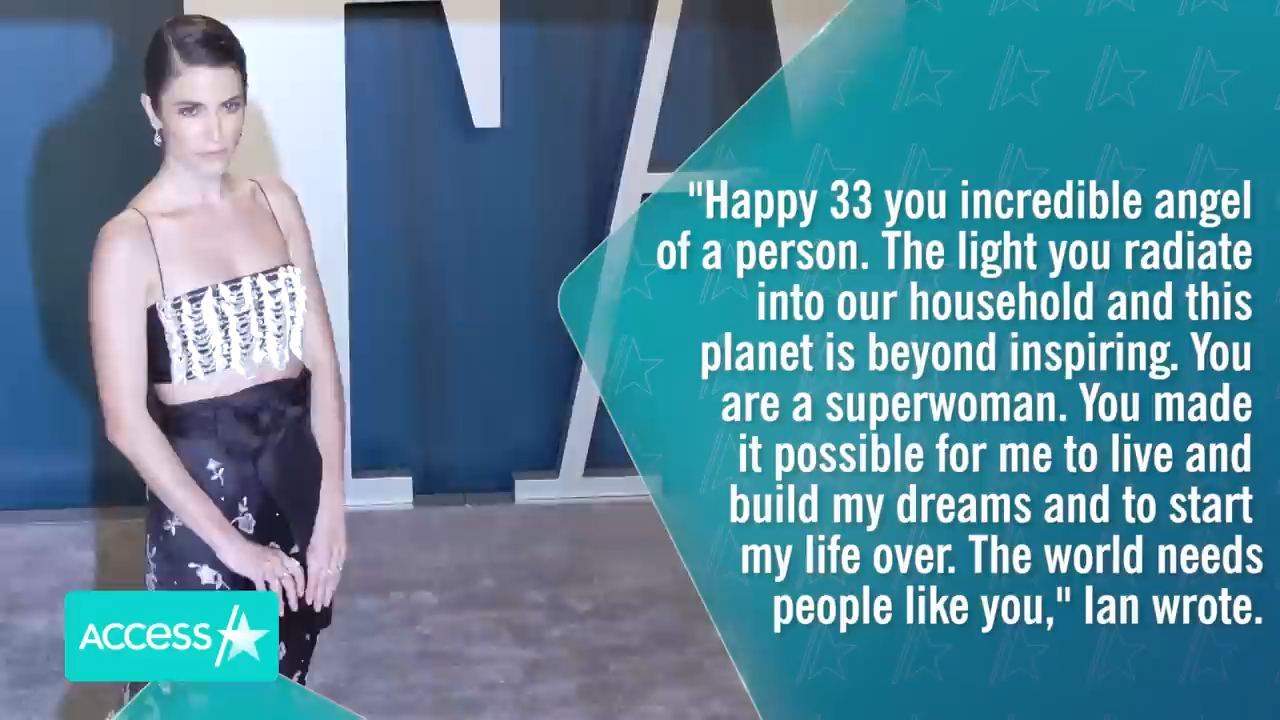 "Happy 33 you incredible angel
of a person. The light you radiate
into our household and this
planet is beyond inspiring. You
are a superwoman. You made
it possible for me to live and
build my dreams and to start
my life over. The world needs
people like you," Ian wrote.
ACCESS